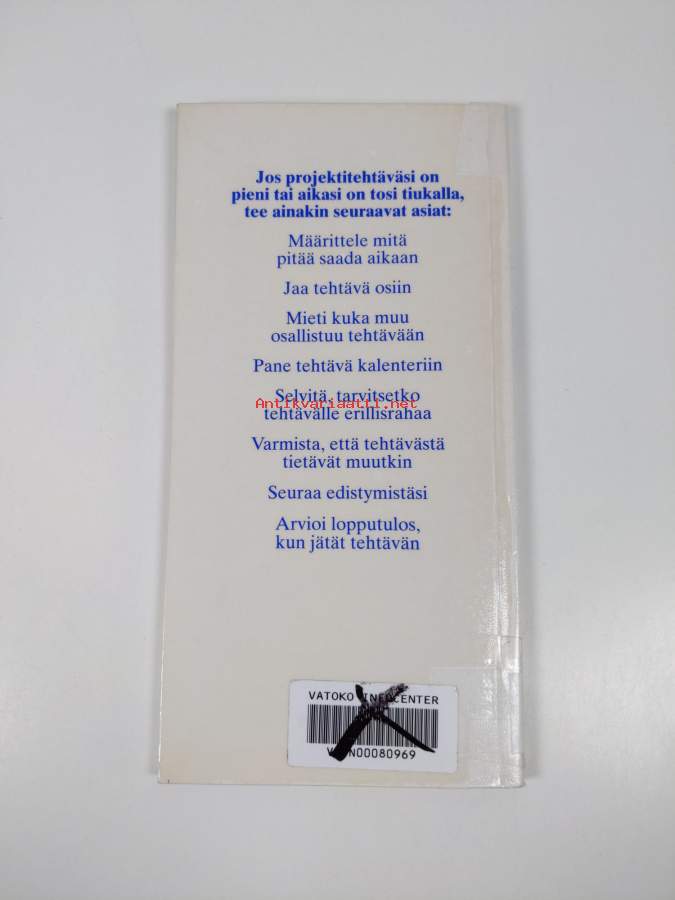 Jos projektitehtäväsi on
pieni tai aikasi on tosi tiukalla,
tee ainakin seuraavat asiat:
Määrittele mitä
pitää saada aikaan
Jaa tehtävä osiin
Mieti kuka muu
osallistuu tehtävään
Pane tehtävä kalenteriin
Selvitä, tarvitsetko
Antikvariaatti.net
tehtävälle erillisrahaa
Varmista, että tehtävästä
tietävät muutkin
Seuraa edistymistäsi
Arvioi lopputulos,
kun jätät tehtävän
VATOKO CENTER
N00080969